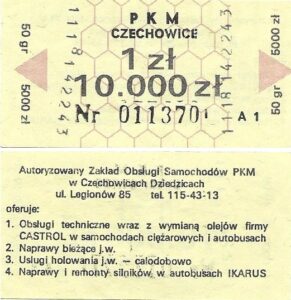 PKM
CZECHOWICE
1 zł
10.000 zł
Nr 011370 A 1
50 gr
5000 zł
50 gr
5000 zł
1118142243
1118142243
Autoryzowany Zakład Obsługi Samochodów PKM
w Czechowicach Dziedzicach
ul. Legionów 85 tel. 115-43-13
oferuje:
1. Obsługi techniczne wraz z wymianą olejów firmy
CASTROL w samochodach ciężarowych i autobusach
2. Naprawy bieżące j.w.
3. Usługi holowania j.w. – całodobowo
4. Naprawy i remonty silników w autobusach IKARUS